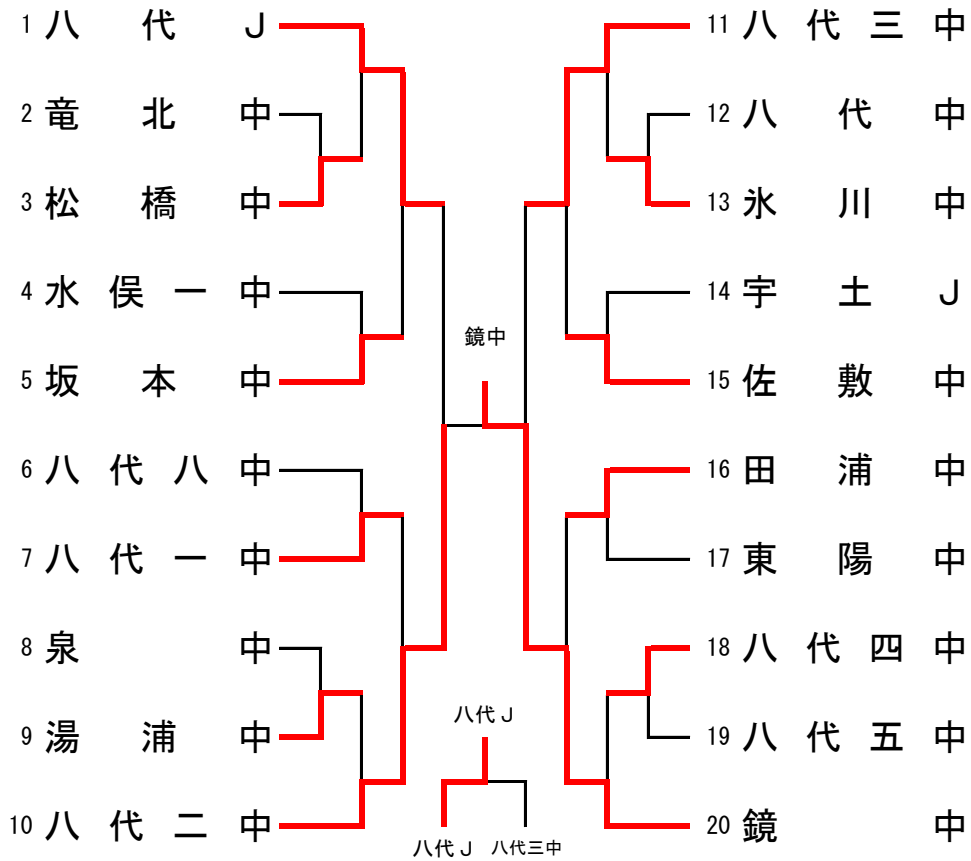 1 八代J
2 竜北中
3 松橋中
4 水俣一中
5 坂本中
6 八代八中
7 八代一中
8 泉中
9 湯浦中
10 八代二中
鏡中
八代J
八代J 八代三中
11 八代三中
12 八代中
13 氷川中
14 宇土J
15 佐敷中
16 田浦中
17 東陽中
18 八代四中
19 八代五中
20 鏡中